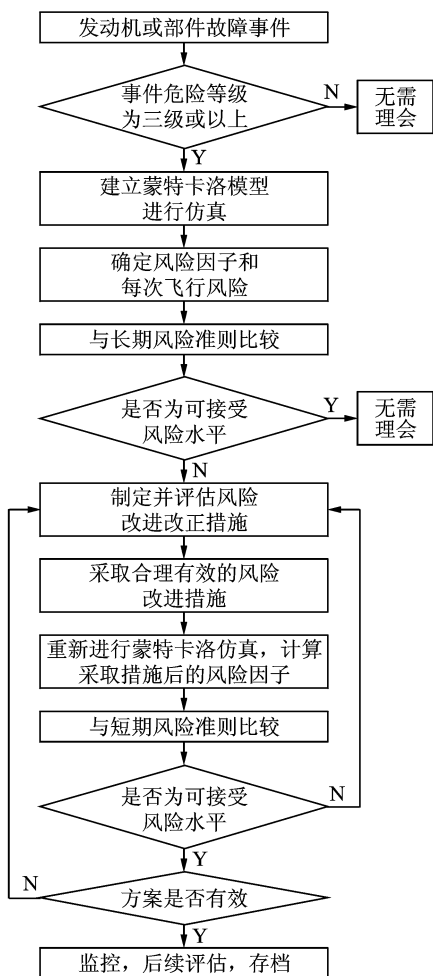 发动机或部件故障事件
事件危险等级
为三级或以上
N
无需
理会
Y
建立蒙特卡洛模型
进行仿真
确定风险因子和
每次飞行风险
与长期风险准则比较
是否为可接受
风险水平
Y
无需
理会
N
制定并评估风险
改进改正措施
采取合理有效的风险
改进措施
重新进行蒙特卡洛仿真，计算
采取措施后的风险因子
与短期风险准则比较
是否为可接受
风险水平
N
Y
方案是否有效
N
Y
监控，后续评估，存档